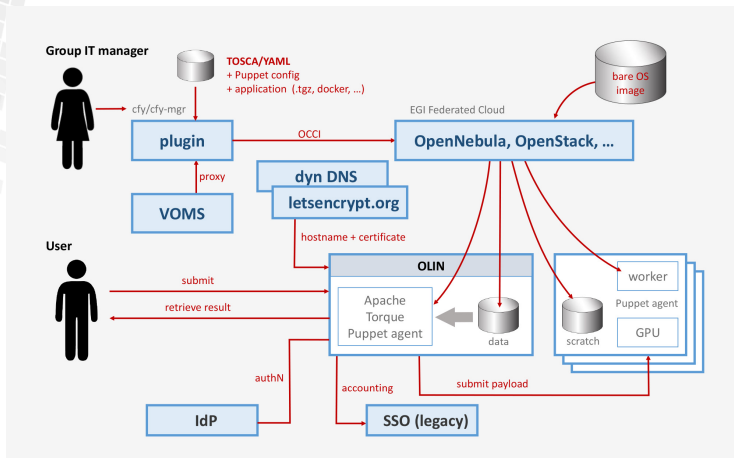 Group IT manager
TOSCA/YAML
+ Puppet config
+ application (.tgz, docker, ...)
bare OS
image
cfy/cfy-mgr
EGI Federated Cloud
plugin
OCCI
OpenNebula, OpenStack, ...
proxy
dyn DNS
letsencrypt.org
VOMS
hostname + certificate
User
OLIN
submit
worker
Apache
Torque
Puppet agent
Puppet agent
retrieve result
data
scratch
GPU
authN
accounting
submit payload
IdP
SSO (legacy)